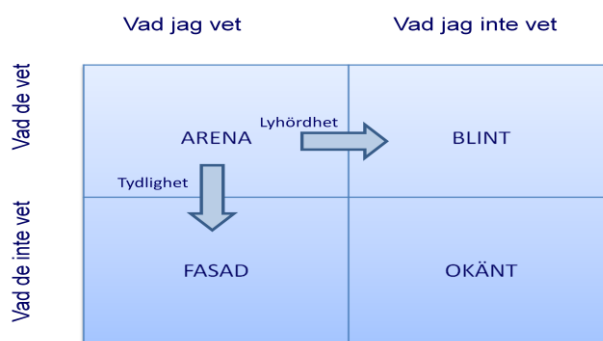 Vad jag vet
Vad jag inte vet
Vad de vet
Lyhördhet
ARENA
BLINT
Tydlighet
Vad de inte vet
FASAD
OKÄNT